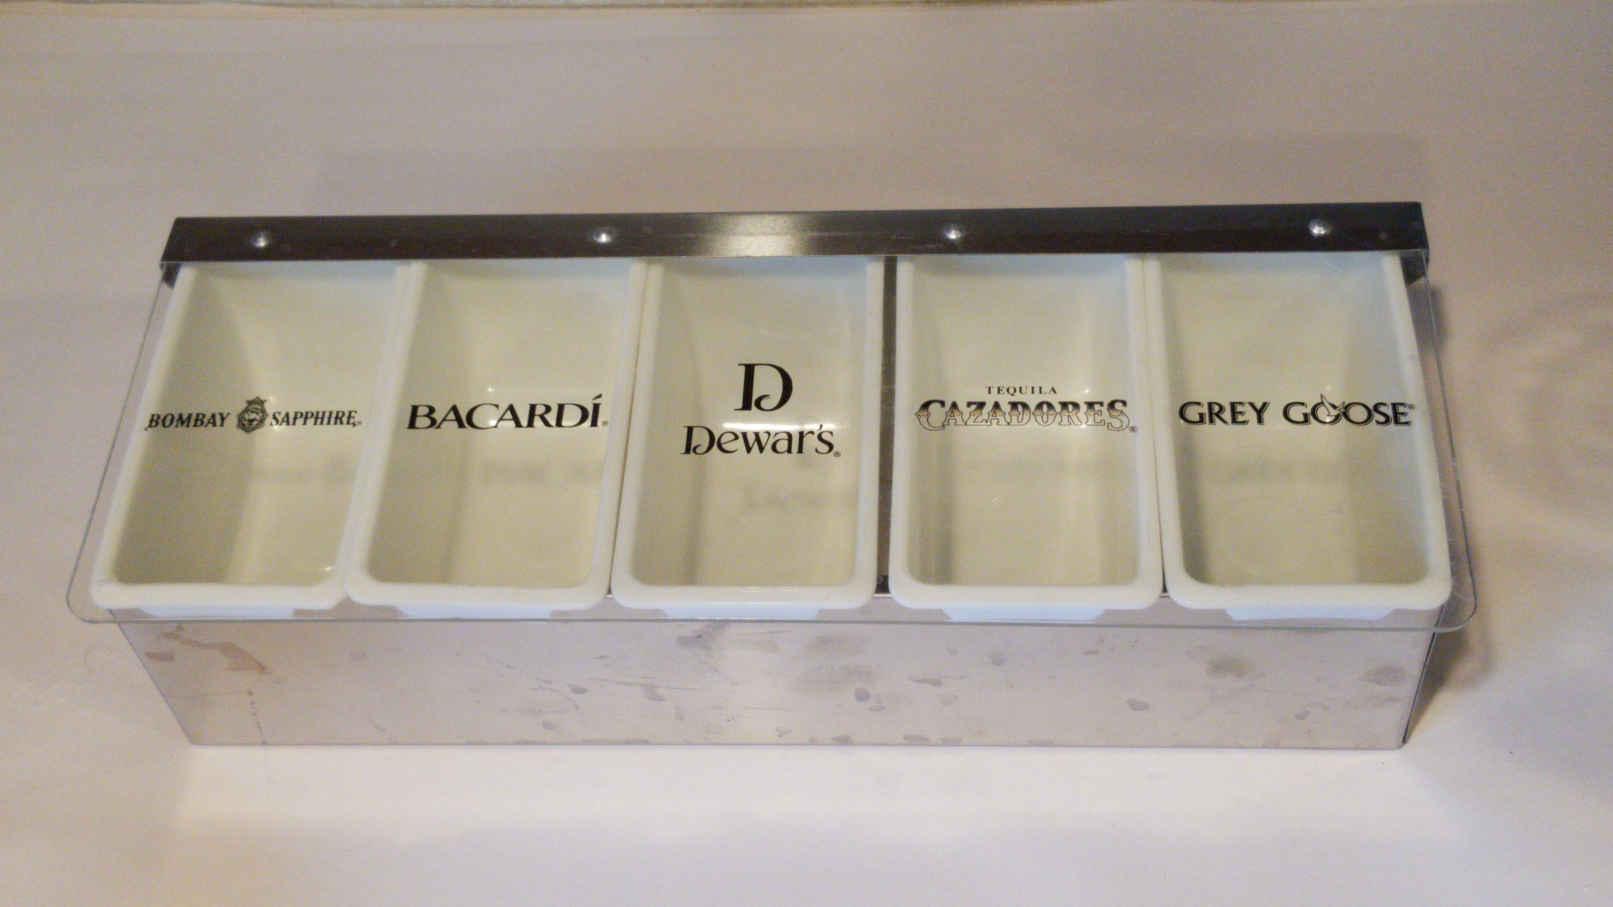 BOMBAY SAPPHIRE®
BACARDÍ®
D
Dewar's®
TEQUILA
CAZADORES®
GREY GOOSE®